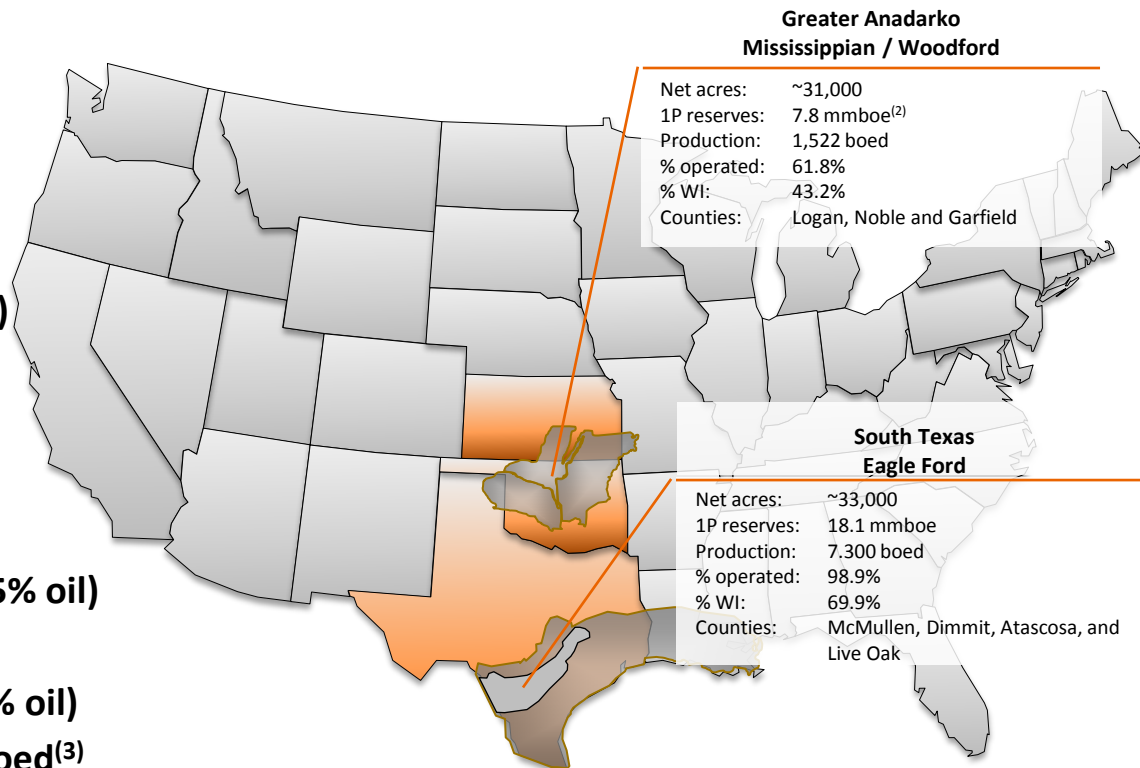 Greater Anadarko
Mississippian / Woodford
Net acres: ~31,000
1P reserves: 7.8 mmboe(2)
Production: 1,522 boed
% operated: 61.8%
% WI: 43.2%
Counties: Logan, Noble and Garfield
)
South Texas
Eagle Ford
Net acres: ~33,000
1P reserves: 18.1 mmboe
Production: 7.300 boed
% operated: 98.9%
% WI: 69.9%
Counties: McMullen, Dimmit, Atascosa, and
Live Oak
5% oil)
% oil)
oed(3)